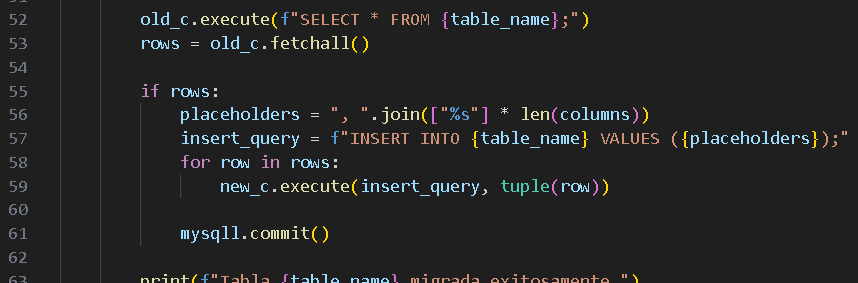 52 old_c.execute(f"SELECT * FROM {table_name};")
53 rows = old_c.fetchall()
54
55 if rows:
56 placeholders = ", ".join(["%s"] * len(columns))
57 insert_query = f"INSERT INTO {table_name} VALUES ({placeholders});"
58 for row in rows:
59 new_c.execute(insert_query, tuple(row))
60
61 mysqll.commit()
62
63 print(f"Tabla {table_name} migrada exitosamente.")